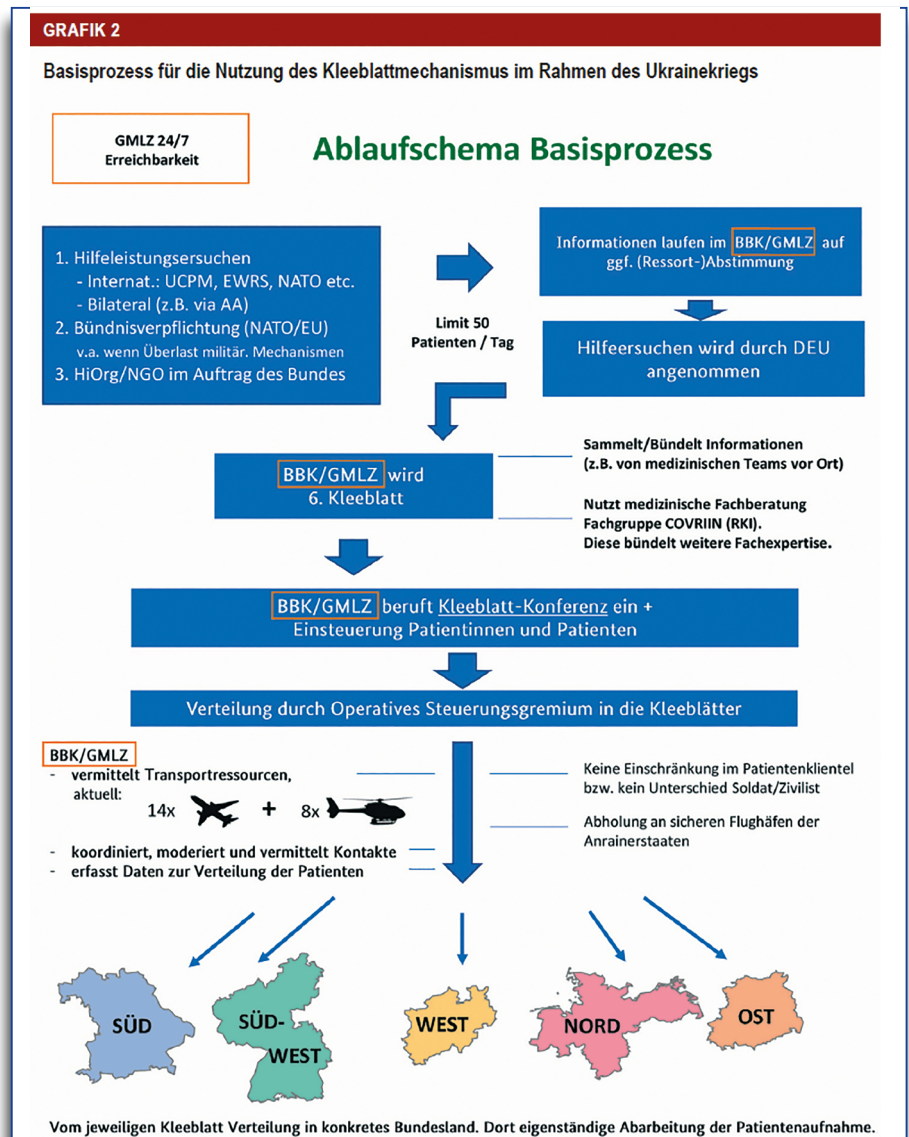 GRAFIK 2
Basisprozess für die Nutzung des Kleeblattmechanismus im Rahmen des Ukrainekriegs
GMLZ 24/7
Erreichbarkeit
Ablaufschema Basisprozess
1. Hilfeleistungsersuchen
- Internat.: UCPM, EWRS, NATO etc.
- Bilateral (z.B. via AA)
2. Bündnisverpflichtung (NATO/EU)
v.a. wenn Überlast militär. Mechanismen
3. HiOrg/NGO im Auftrag des Bundes
Limit 50
Patienten / Tag
Informationen laufen im BBK/GMLZ auf
ggf. (Ressort-)Abstimmung
Hilfeersuchen wird durch DEU
angenommen
BBK/GMLZ wird
6. Kleeblatt
Sammelt/Bündelt Informationen
(z.B. von medizinischen Teams vor Ort)
Nutzt medizinische Fachberatung
Fachgruppe COVRIIN (RKI).
Diese bündelt weitere Fachexpertise.
BBK/GMLZ beruft Kleeblatt-Konferenz ein +
Einsteuerung Patientinnen und Patienten
Verteilung durch Operatives Steuerungsgremium in die Kleeblätter
BBK/GMLZ
- vermittelt Transportressourcen,
aktuell:
14x + 8x
- koordiniert, moderiert und vermittelt Kontakte
- erfasst Daten zur Verteilung der Patienten
Keine Einschränkung im Patientenklientel
bzw. kein Unterschied Soldat/Zivilist
Abholung an sicheren Flughäfen der
Anrainerstaaten
SÜD
SÜD-
WEST
WEST
NORD
OST
Vom jeweiligen Kleeblatt Verteilung in konkretes Bundesland. Dort eigenständige Abarbeitung der Patientenaufnahme.